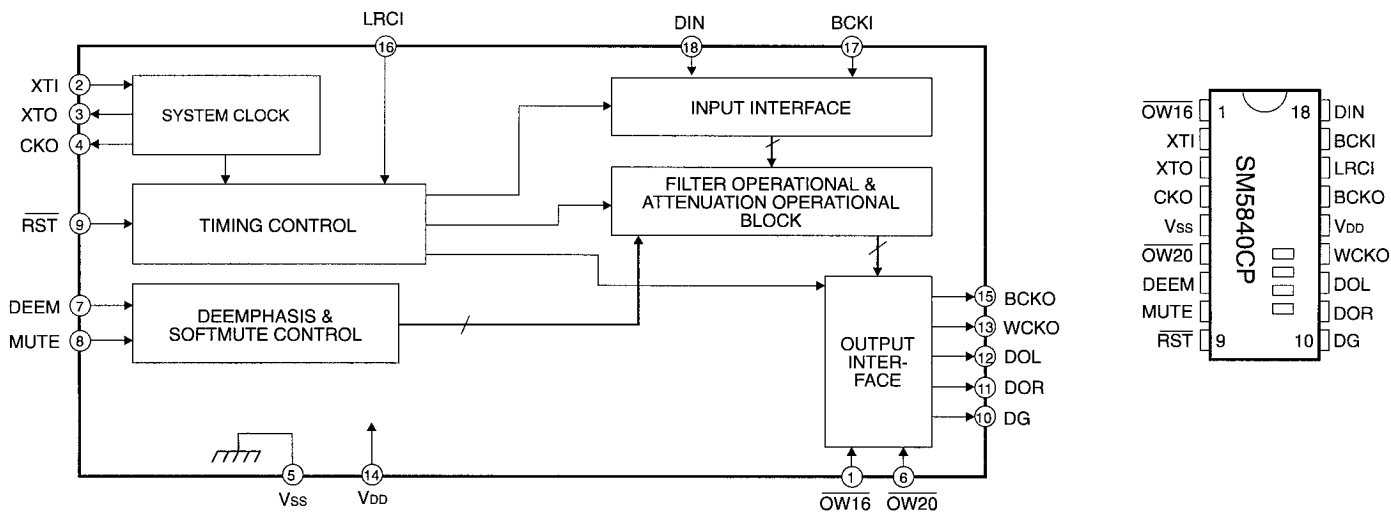 LRCI
DIN
BCKI
16
18
17
XTI 2
XTO 3
CKO 4
SYSTEM CLOCK
INPUT INTERFACE
RST 9
TIMING CONTROL
FILTER OPERATIONAL &
ATTENUATION OPERATIONAL
BLOCK
DEEM 7
MUTE 8
DEEMPHASIS &
SOFTMUTE CONTROL
OUTPUT
INTER-
FACE
15 BCKO
13 WCKO
12 DOL
11 DOR
10 DG
5
14
1
6
VSS
VDD
OW16
OW20
OW16 1
XTI
XTO
CKO
VSS
OW20
DEEM
MUTE
RST 9
SM5840CP
18 DIN
BCKI
LRCI
BCKO
VDD
WCKO
DOL
DOR
10 DG